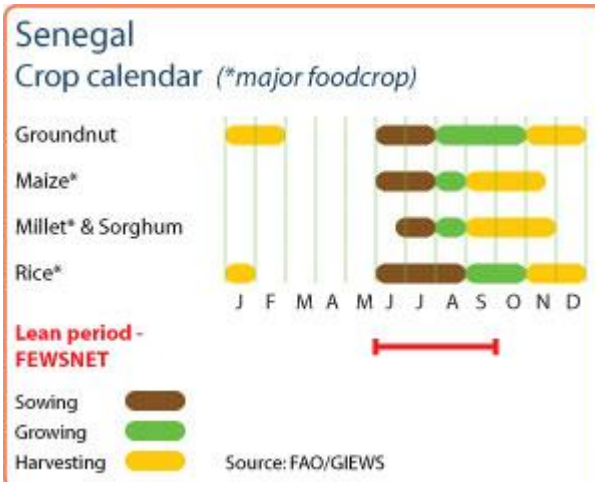 Senegal
Crop calendar (*major foodcrop)
Groundnut
Maize*
Millet* & Sorghum
Rice*
J F M A M J J A S O N D
Lean period -
FEWSNET
Sowing
Growing
Harvesting
Source: FAO/GIEWS